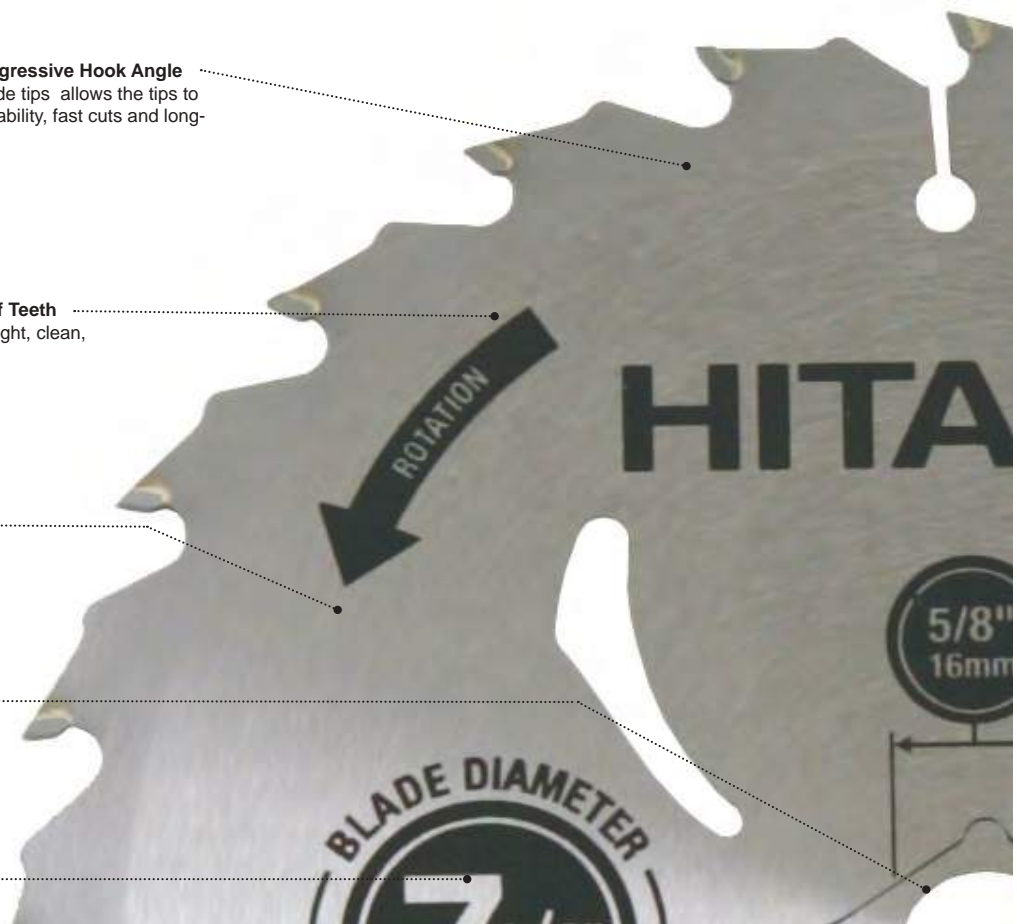 gressive Hook Angle
de tips allows the tips to
ability, fast cuts and long-
f Teeth
ght, clean,
ROTATION
HITA
5/8"
16mm
BLADE DIAMETER
7